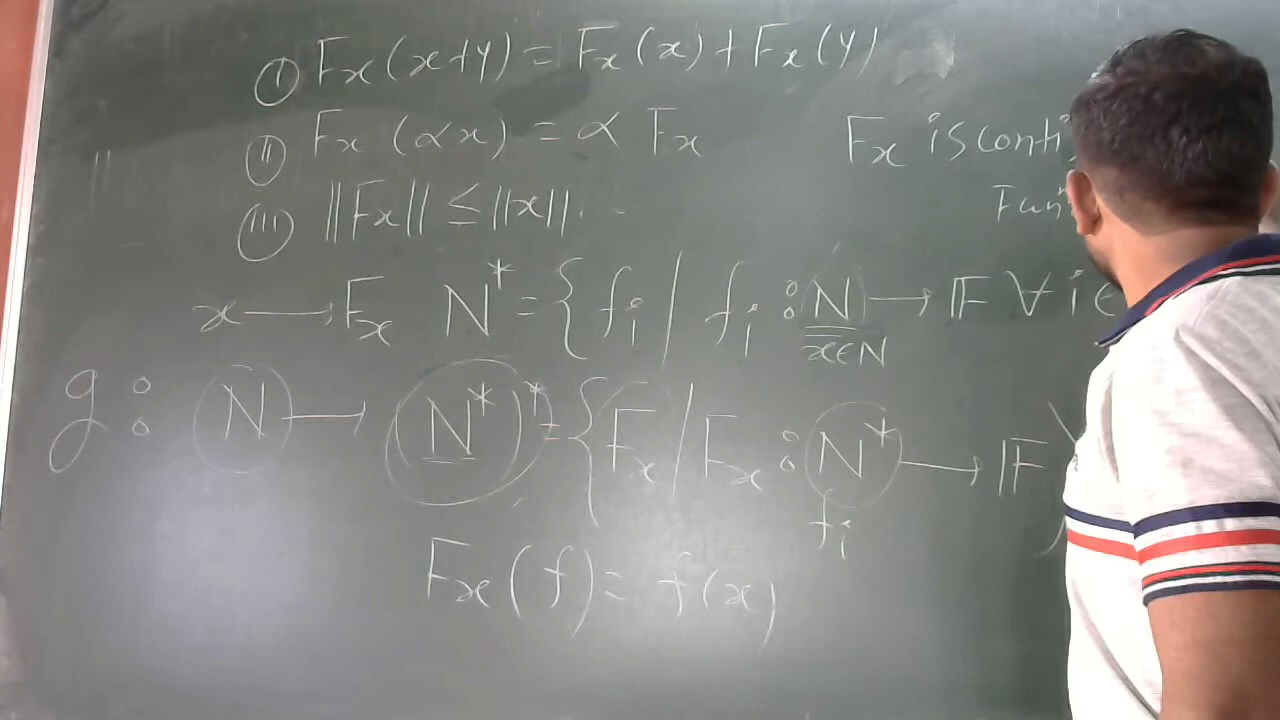 (I) Fx(x+y) = Fx(x)+Fx(y)
(II) Fx (αx) = α Fx
Fx is conti
Fun
(III) ||Fx|| ≤ ||x||.
x → Fx N* = {fi / fi : N → 𝔽 ∀ i ∈
x∈N
g : N → (N*)* = {Fx / Fx : N* → 𝔽
fi
Fx(f) = f(x)